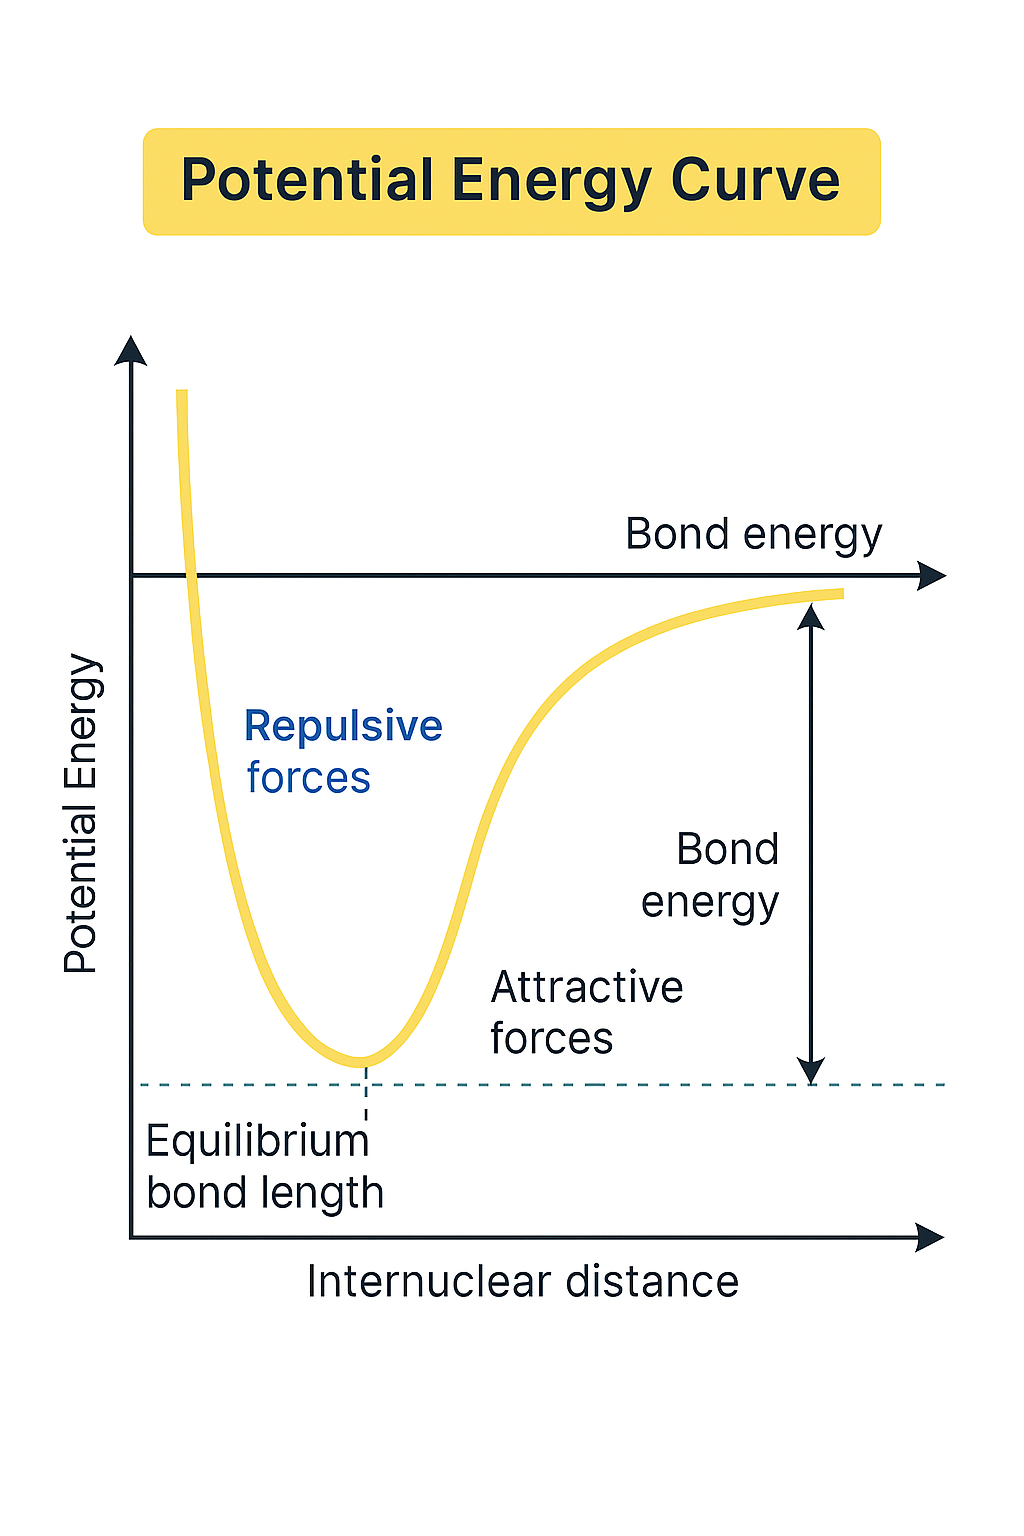 Potential Energy Curve
Bond energy
Potential Energy
Repulsive
forces
Bond
energy
Attractive
forces
Equilibrium
bond length
Internuclear distance